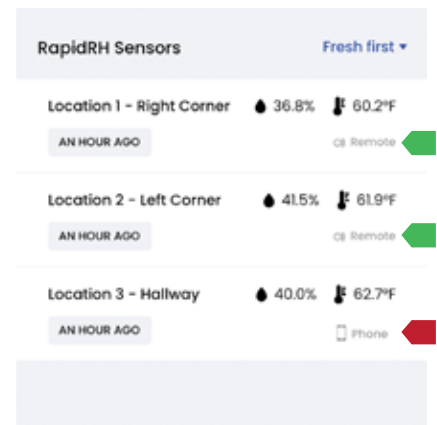 RapidRH Sensors Fresh first
Location 1 - Right Corner 36.8% 60.2°F
AN HOUR AGO Remote
Location 2 - Left Corner 41.5% 61.9°F
AN HOUR AGO Remote
Location 3 - Hallway 40.0% 62.7°F
AN HOUR AGO Phone